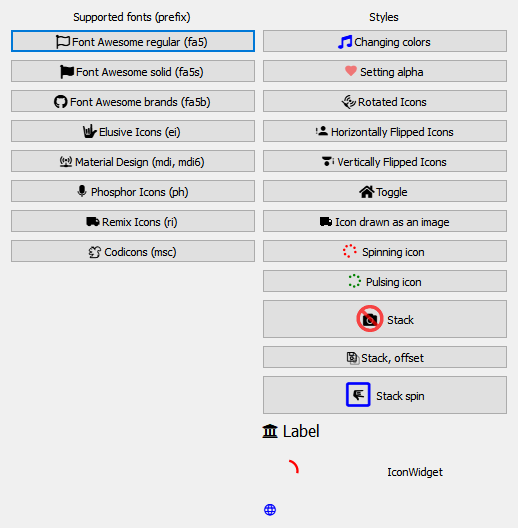 Supported fonts (prefix)
Font Awesome regular (fa5)
Font Awesome solid (fa5s)
Font Awesome brands (fa5b)
Elusive Icons (ei)
Material Design (mdi, mdi6)
Phosphor Icons (ph)
Remix Icons (ri)
Codicons (msc)
Styles
Changing colors
Setting alpha
Rotated Icons
Horizontally Flipped Icons
Vertically Flipped Icons
Toggle
Icon drawn as an image
Spinning icon
Pulsing icon
Stack
Stack, offset
Stack spin
Label
IconWidget